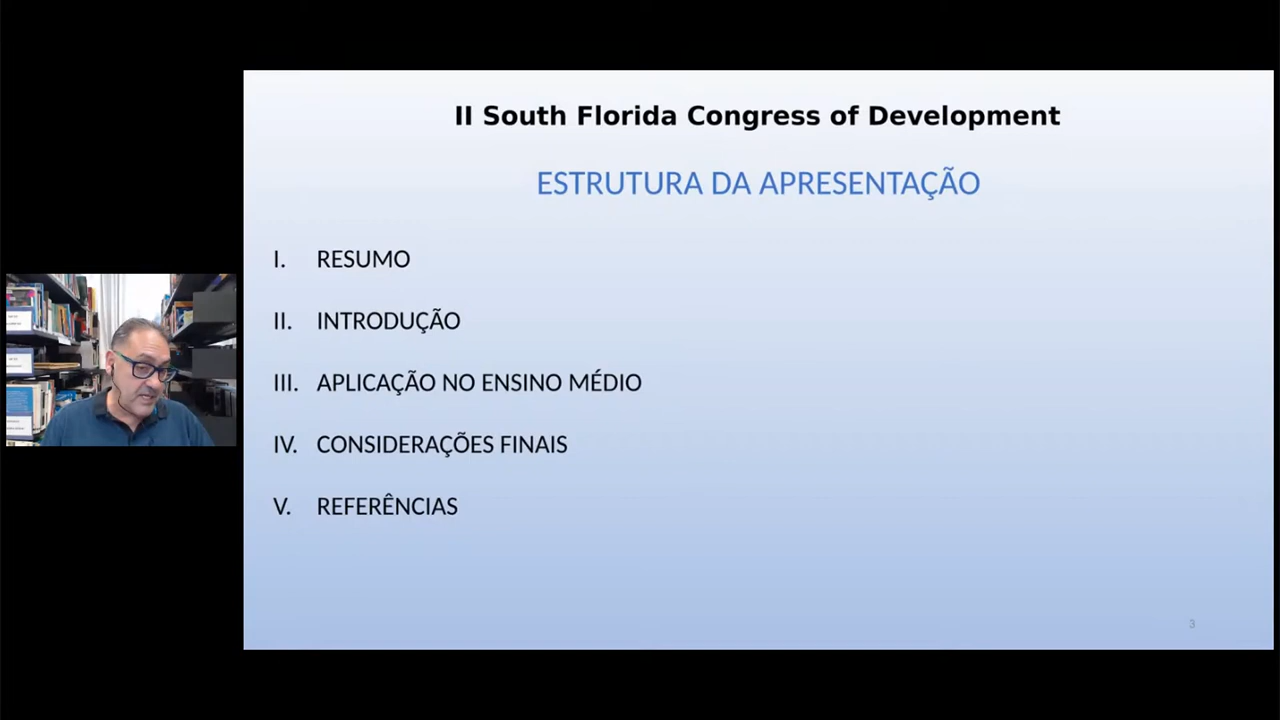 II South Florida Congress of Development
ESTRUTURA DA APRESENTAÇÃO
I. RESUMO
II. INTRODUÇÃO
III. APLICAÇÃO NO ENSINO MÉDIO
IV. CONSIDERAÇÕES FINAIS
V. REFERÊNCIAS
3